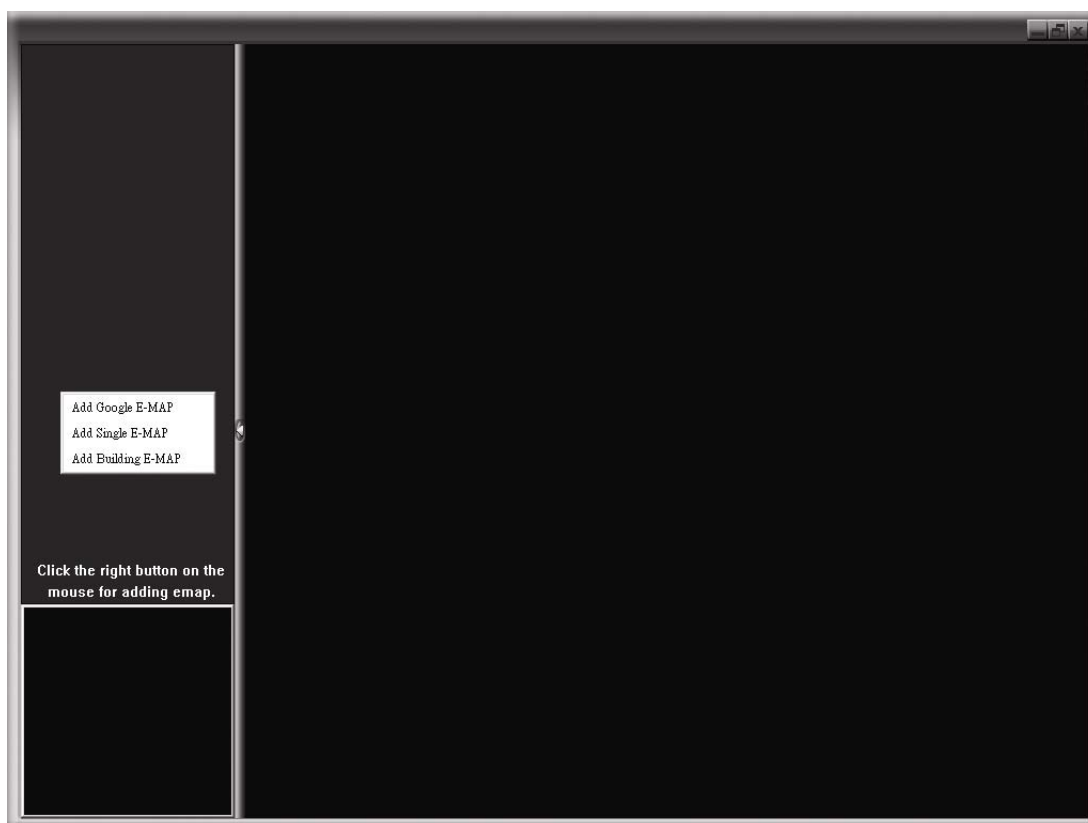 Add Google E-MAP
Add Single E-MAP
Add Building E-MAP
Click the right button on the
mouse for adding emap.